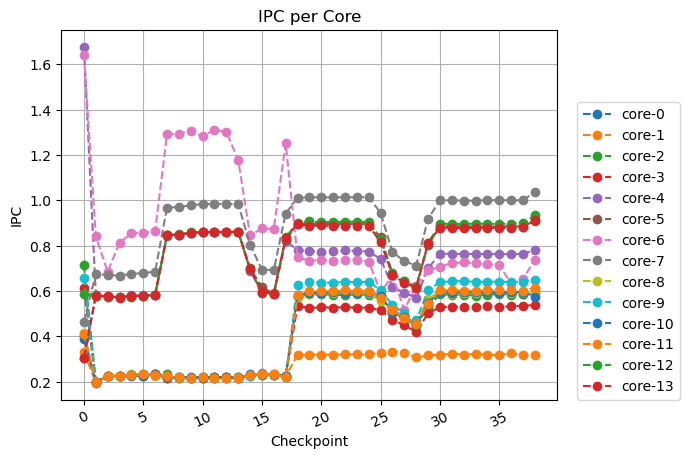 IPC per Core
IPC
1.6
1.4
1.2
1.0
0.8
0.6
0.4
0.2
0
5
10
15
20
25
30
35
Checkpoint
core-0
core-1
core-2
core-3
core-4
core-5
core-6
core-7
core-8
core-9
core-10
core-11
core-12
core-13